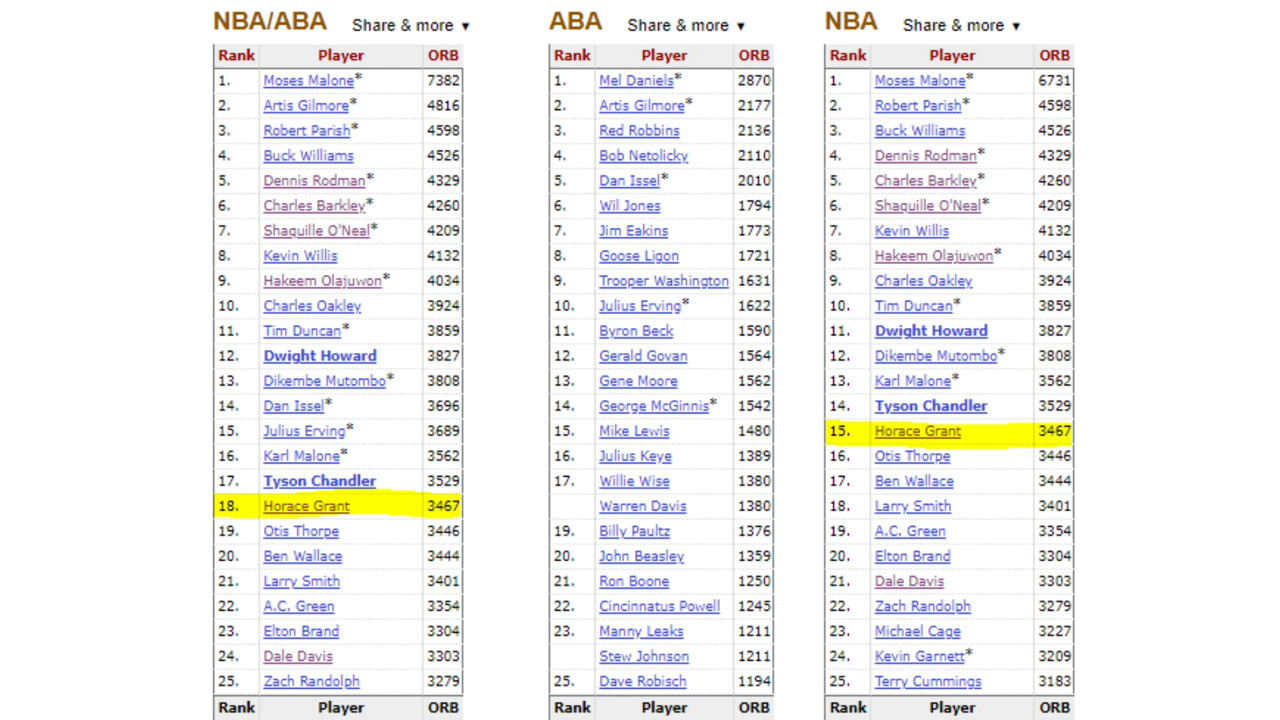 NBA/ABA Share & more ▼
Rank Player ORB
1. Moses Malone* 7382
2. Artis Gilmore* 4816
3. Robert Parish* 4598
4. Buck Williams 4526
5. Dennis Rodman* 4329
6. Charles Barkley* 4260
7. Shaquille O'Neal* 4209
8. Kevin Willis 4132
9. Hakeem Olajuwon* 4034
10. Charles Oakley 3924
11. Tim Duncan* 3859
12. Dwight Howard 3827
13. Dikembe Mutombo* 3808
14. Dan Issel* 3696
15. Julius Erving* 3689
16. Karl Malone* 3562
17. Tyson Chandler 3529
18. Horace Grant 3467
19. Otis Thorpe 3446
20. Ben Wallace 3444
21. Larry Smith 3401
22. A.C. Green 3354
23. Elton Brand 3304
24. Dale Davis 3303
25. Zach Randolph 3279
Rank Player ORB
ABA Share & more ▼
Rank Player ORB
1. Mel Daniels* 2870
2. Artis Gilmore* 2177
3. Red Robbins 2136
4. Bob Netolicky 2110
5. Dan Issel* 2010
6. Wil Jones 1794
7. Jim Eakins 1773
8. Goose Ligon 1721
9. Trooper Washington 1631
10. Julius Erving* 1622
11. Byron Beck 1590
12. Gerald Govan 1564
13. Gene Moore 1562
14. George McGinnis* 1542
15. Mike Lewis 1480
16. Julius Keye 1389
17. Willie Wise 1380
Warren Davis 1380
19. Billy Paultz 1376
20. John Beasley 1359
21. Ron Boone 1250
22. Cincinnatus Powell 1245
23. Manny Leaks 1211
Stew Johnson 1211
25. Dave Robisch 1194
Rank Player ORB
NBA Share & more ▼
Rank Player ORB
1. Moses Malone* 6731
2. Robert Parish* 4598
3. Buck Williams 4526
4. Dennis Rodman* 4329
5. Charles Barkley* 4260
6. Shaquille O'Neal* 4209
7. Kevin Willis 4132
8. Hakeem Olajuwon* 4034
9. Charles Oakley 3924
10. Tim Duncan* 3859
11. Dwight Howard 3827
12. Dikembe Mutombo* 3808
13. Karl Malone* 3562
14. Tyson Chandler 3529
15. Horace Grant 3467
16. Otis Thorpe 3446
17. Ben Wallace 3444
18. Larry Smith 3401
19. A.C. Green 3354
20. Elton Brand 3304
21. Dale Davis 3303
22. Zach Randolph 3279
23. Michael Cage 3227
24. Kevin Garnett* 3209
25. Terry Cummings 3183
Rank Player ORB